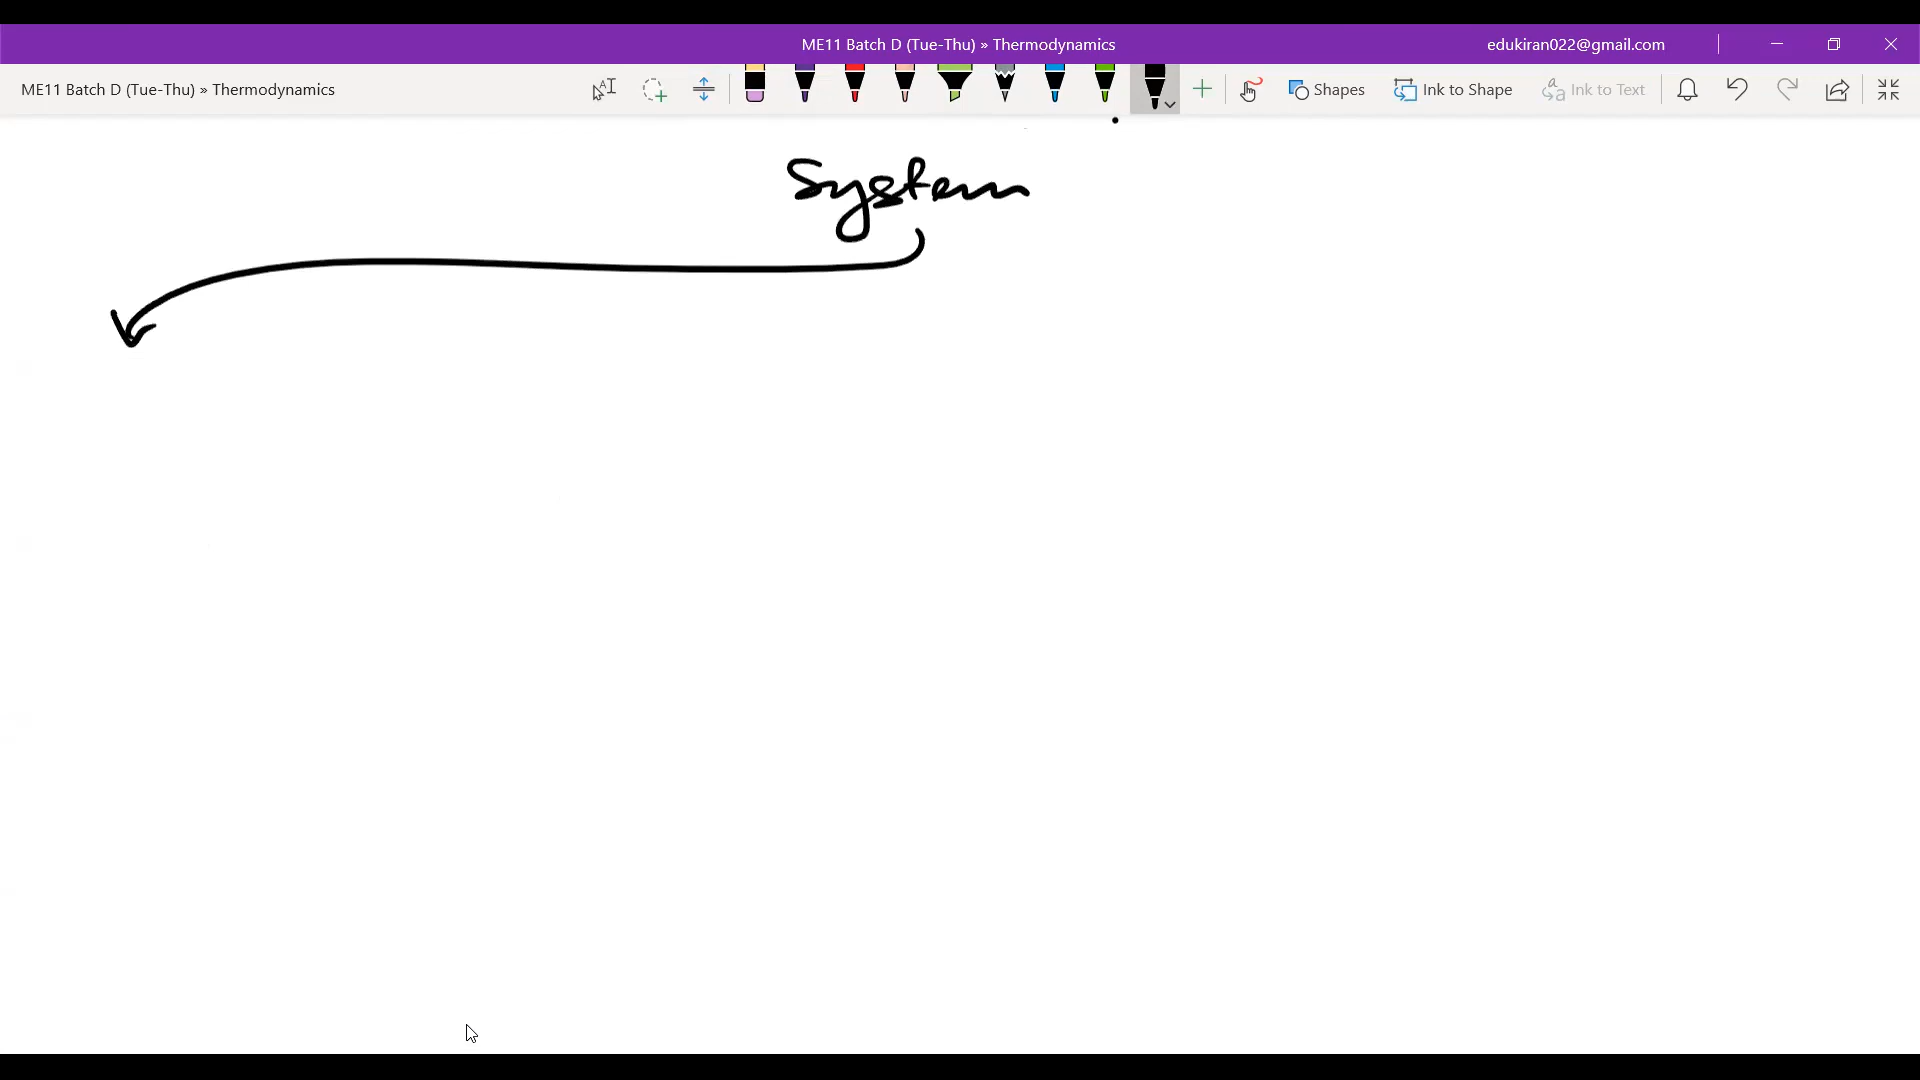 ME11 Batch D (Tue-Thu) » Thermodynamics
edukiran022@gmail.com
ME11 Batch D (Tue-Thu) » Thermodynamics
Shapes
Ink to Shape
Ink to Text
System